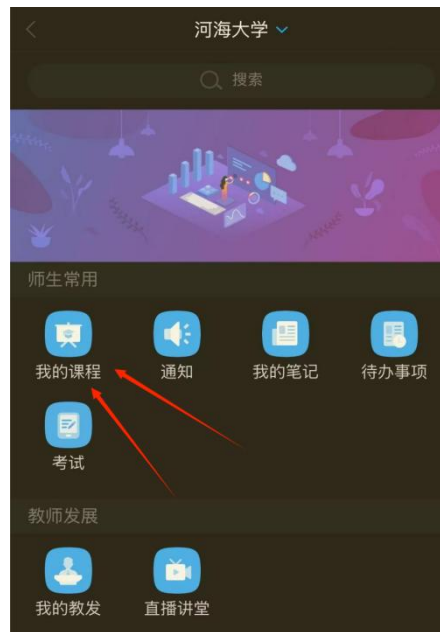 河海大学
搜索
师生常用
我的课程 通知 我的笔记 待办事项
考试
教师发展
我的教发 直播讲堂